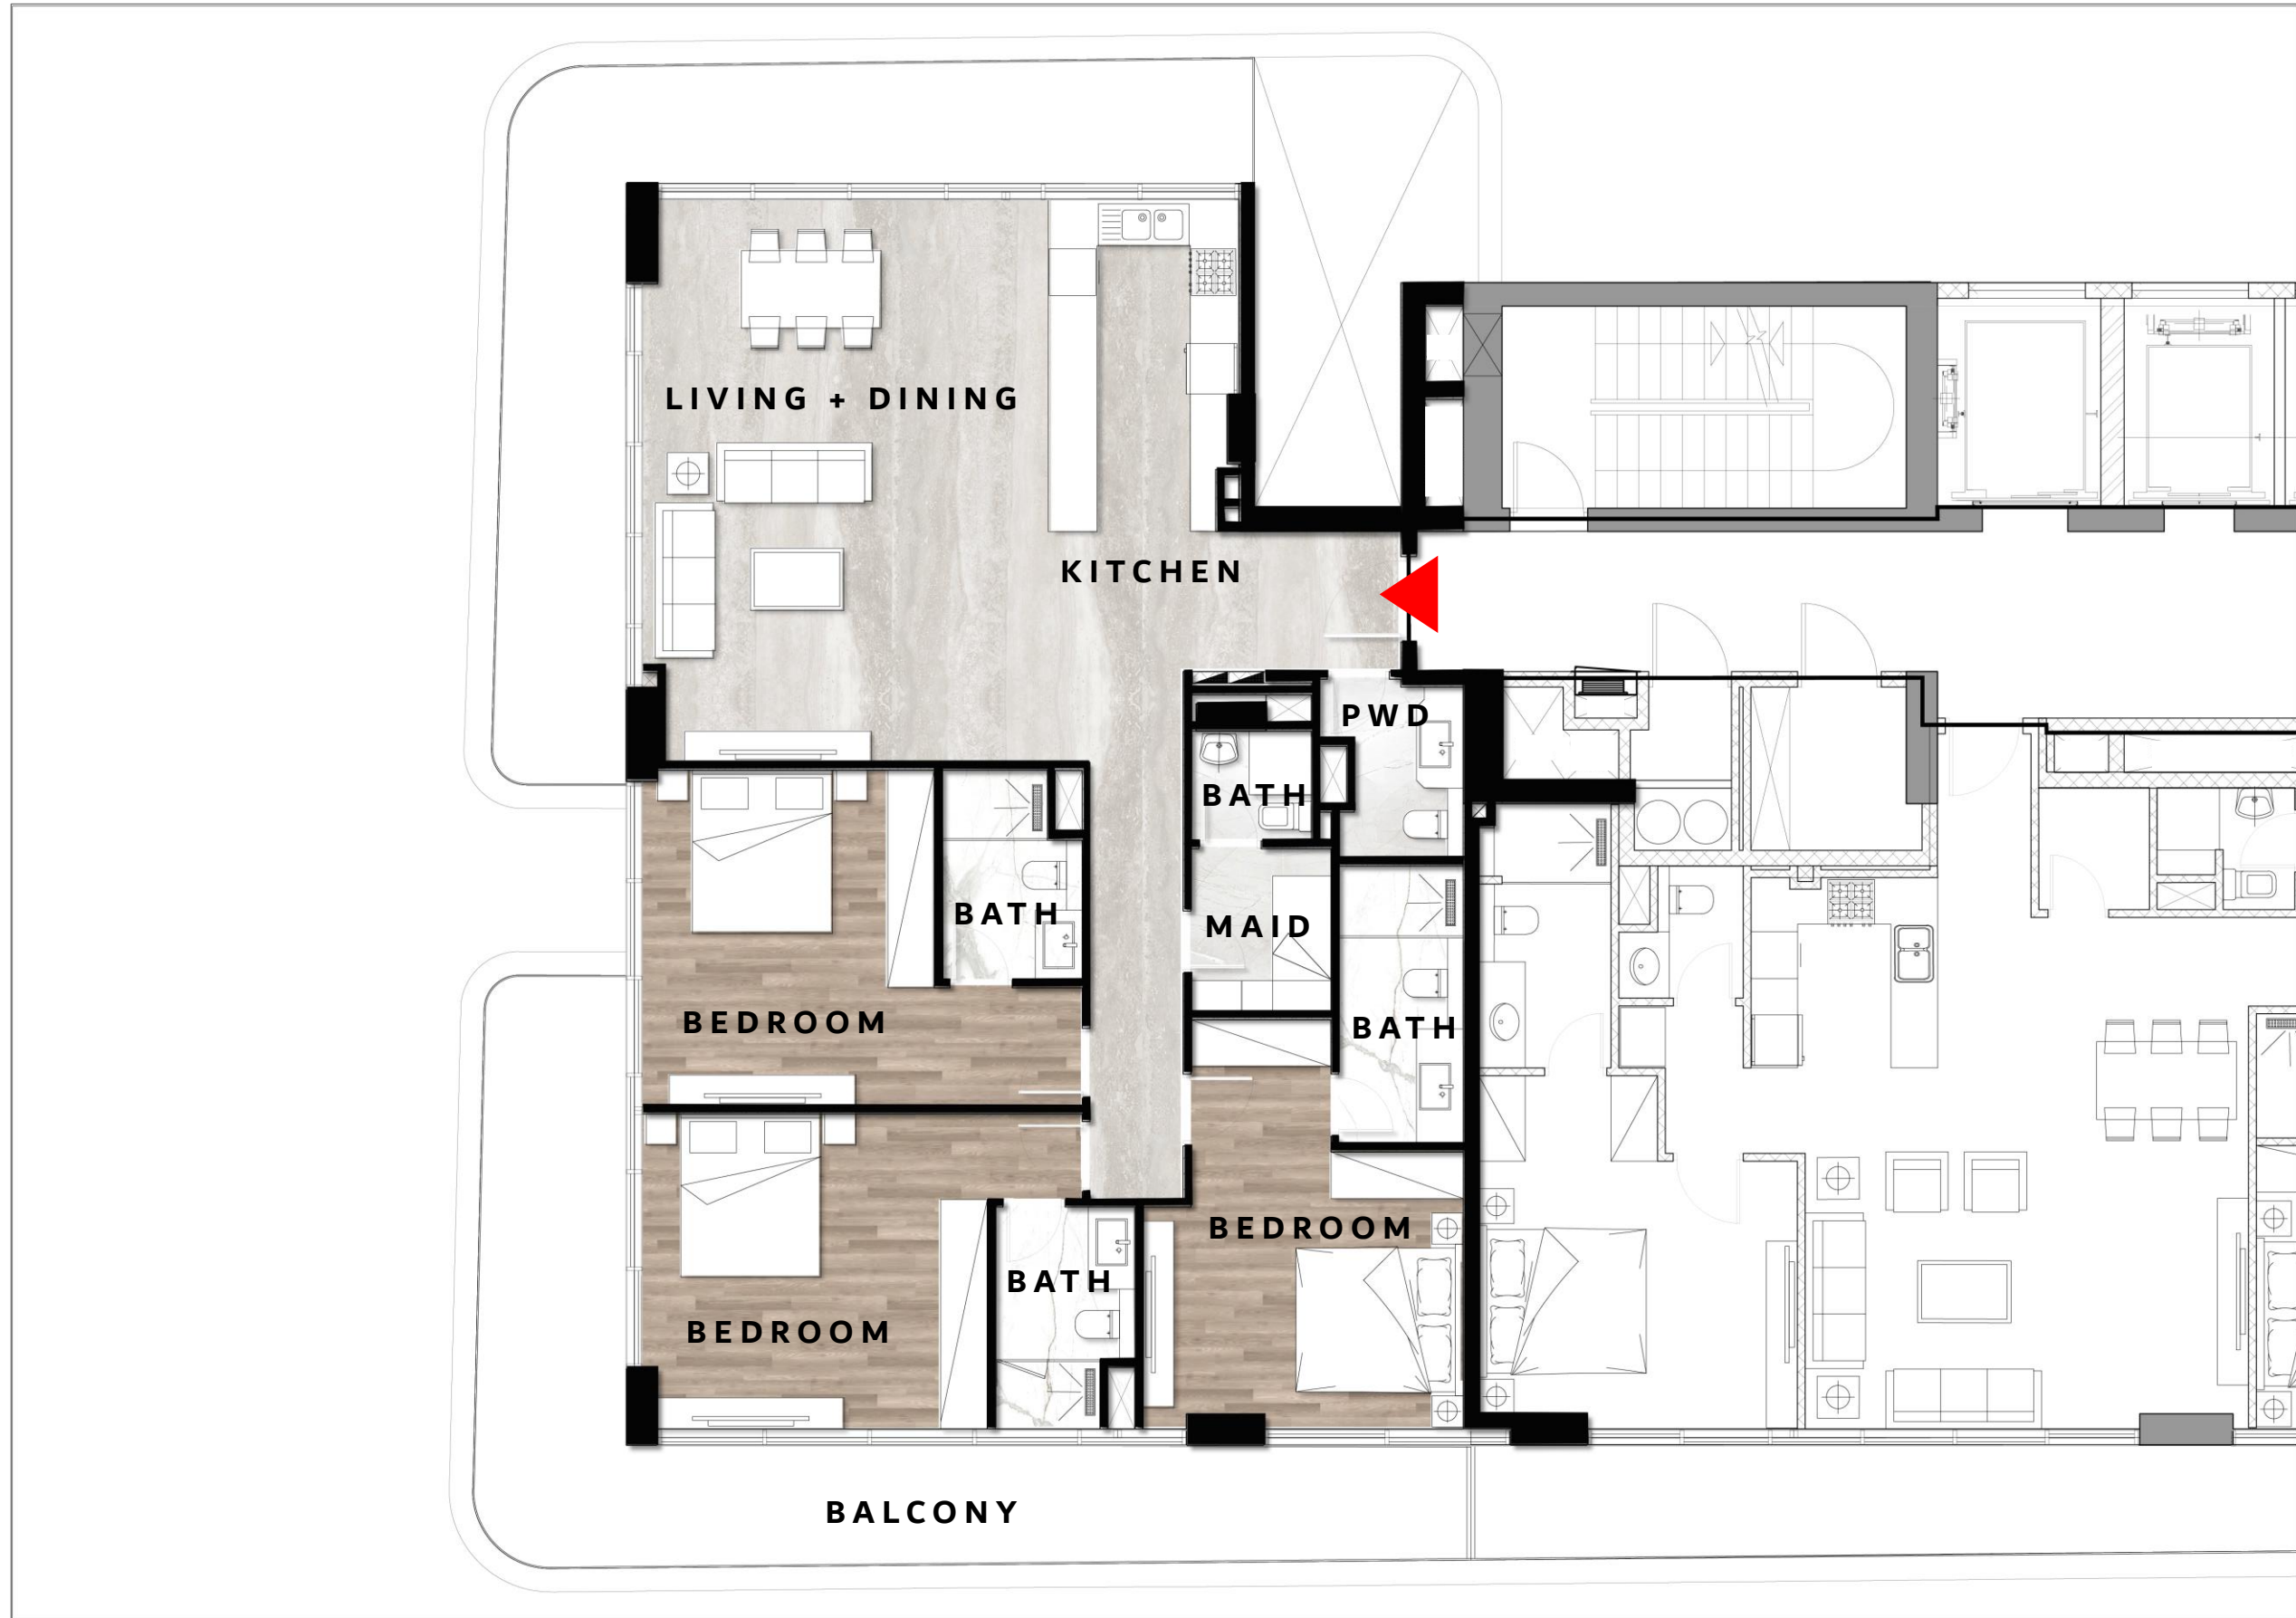 LIVING + DINING
KITCHEN
PWD
BATH
BATH
MAID
BEDROOM
BATH
BEDROOM
BATH
BEDROOM
BALCONY